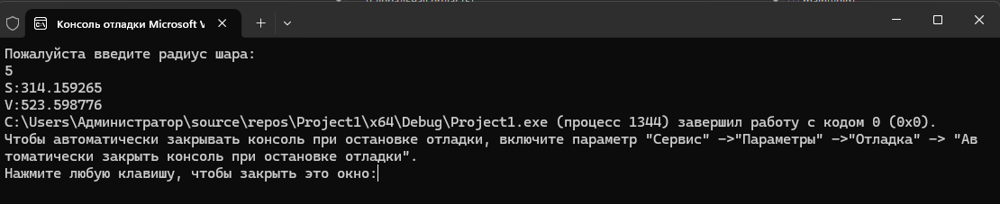 Консоль отладки Microsoft V
Пожалуйста введите радиус шара:
5
S:314.159265
V:523.598776
C:\Users\Администратор\source\repos\Project1\x64\Debug\Project1.exe (процесс 1344) завершил работу с кодом 0 (0x0).
Чтобы автоматически закрывать консоль при остановке отладки, включите параметр "Сервис" ->"Параметры" ->"Отладка" -> "Ав
томатически закрыть консоль при остановке отладки".
Нажмите любую клавишу, чтобы закрыть это окно: